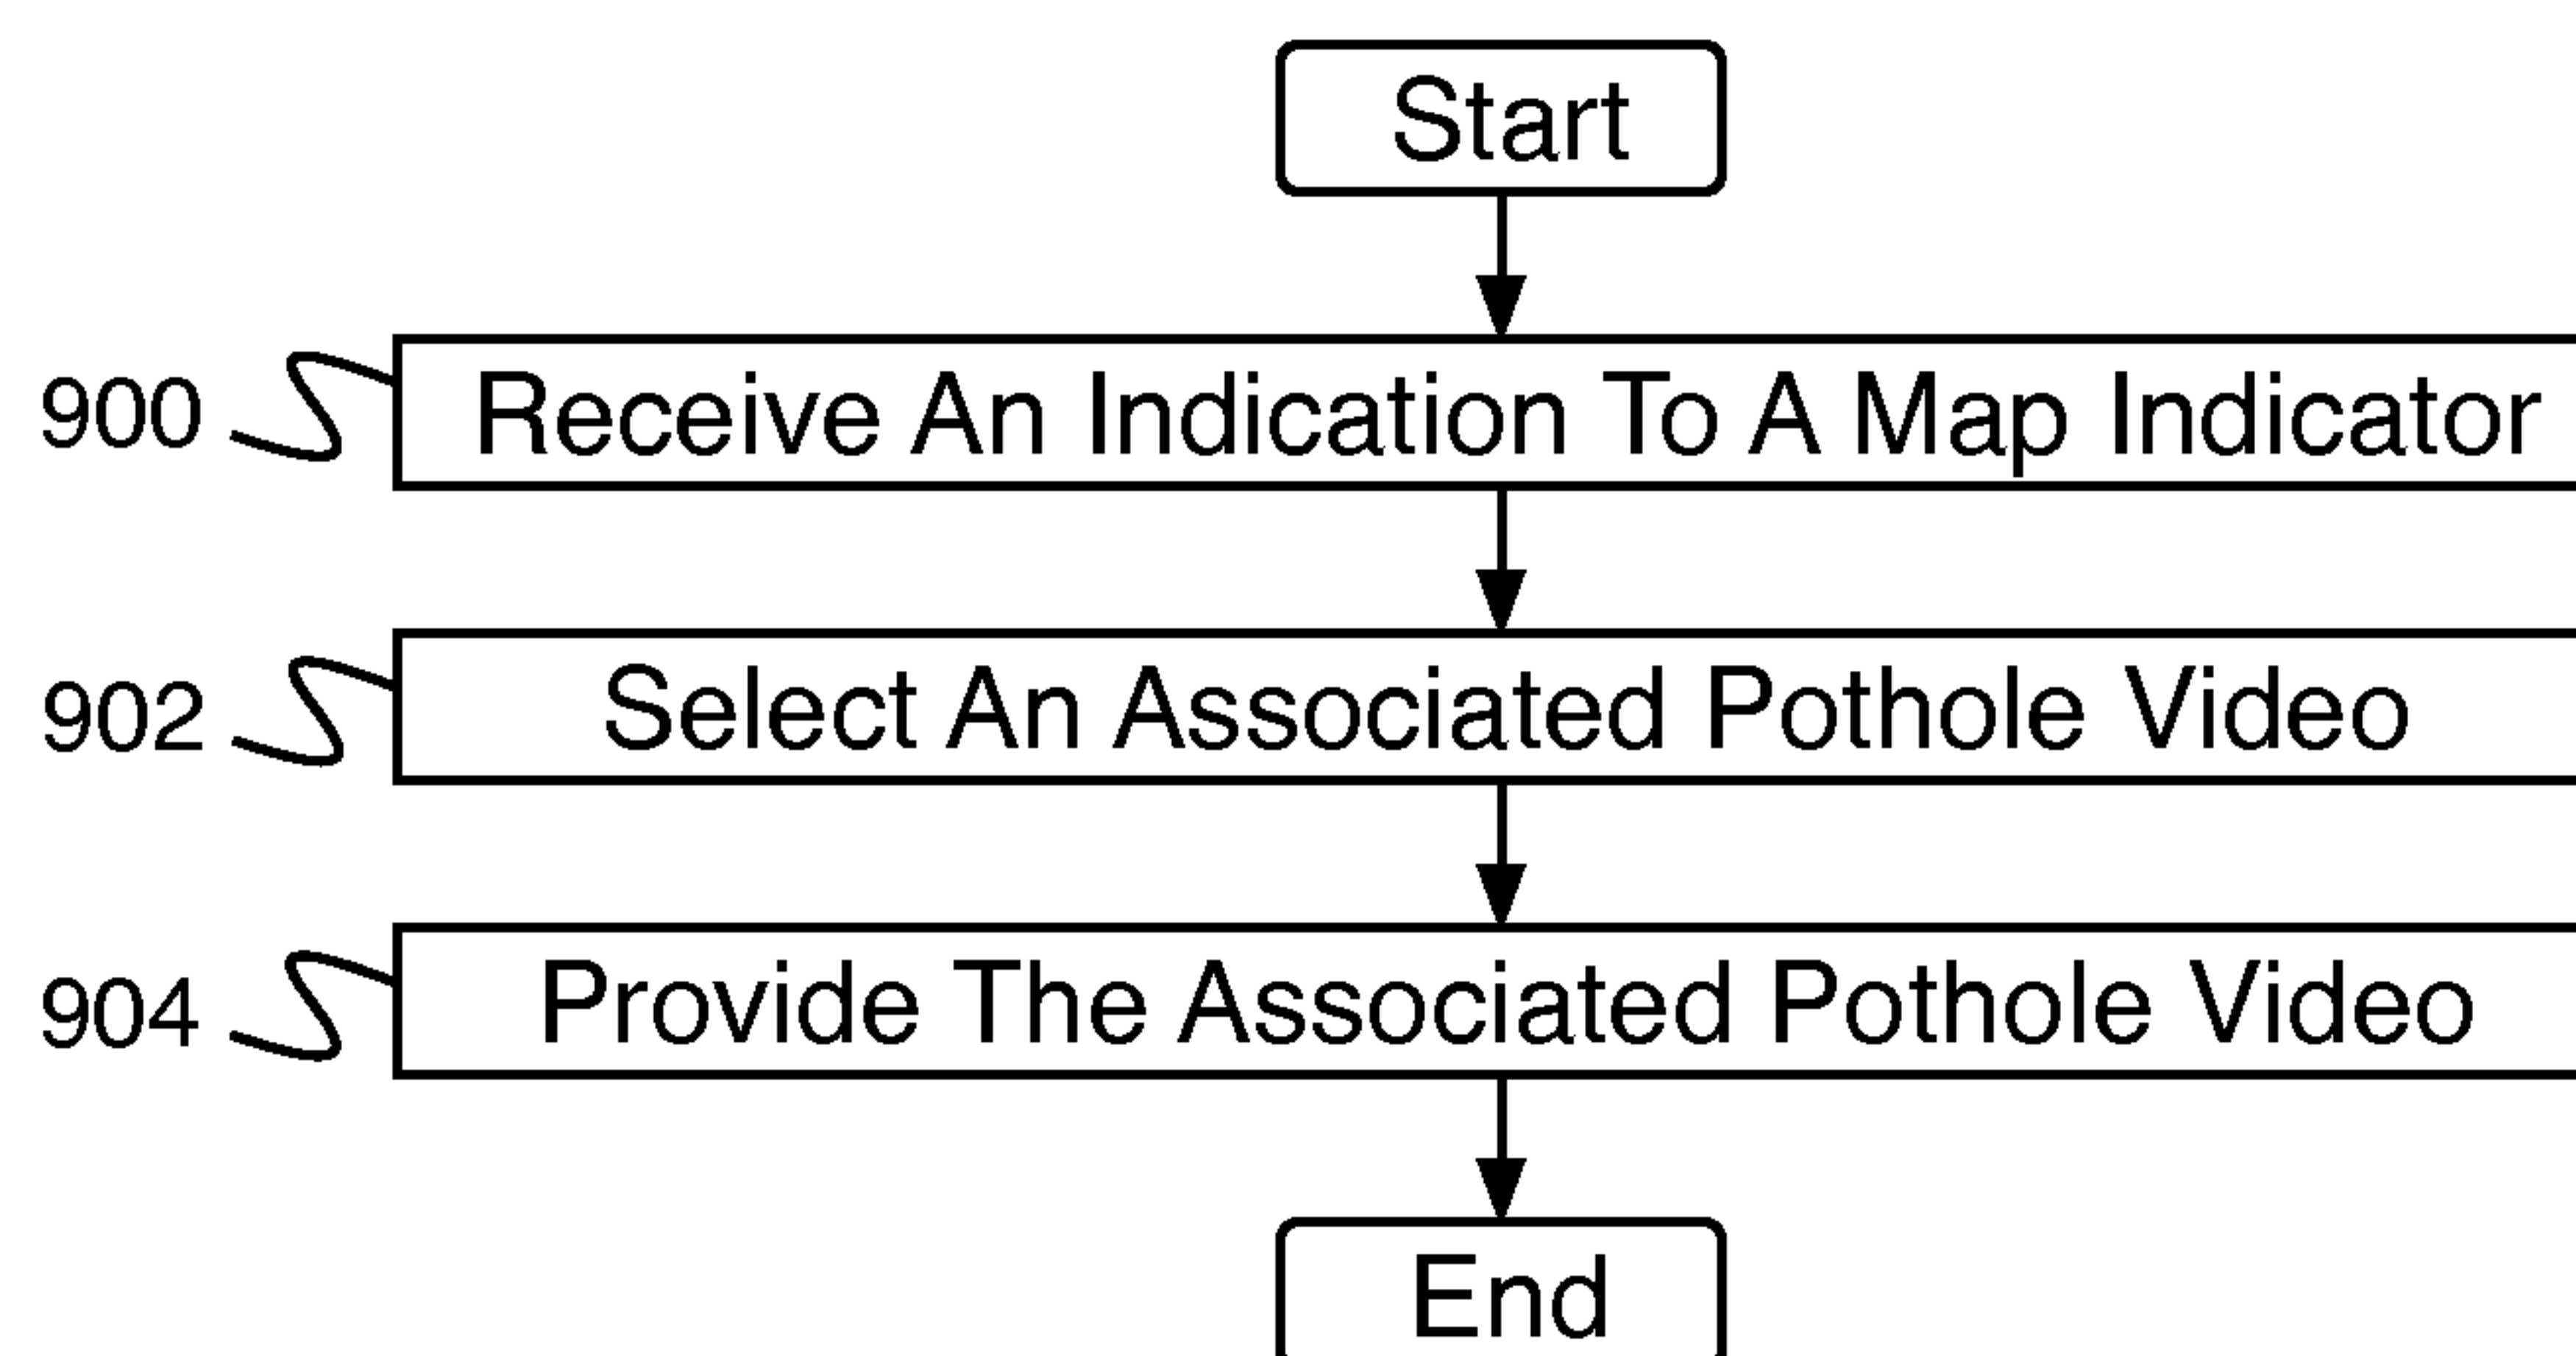 Start
900 Receive An Indication To A Map Indicator
902 Select An Associated Pothole Video
904 Provide The Associated Pothole Video
End